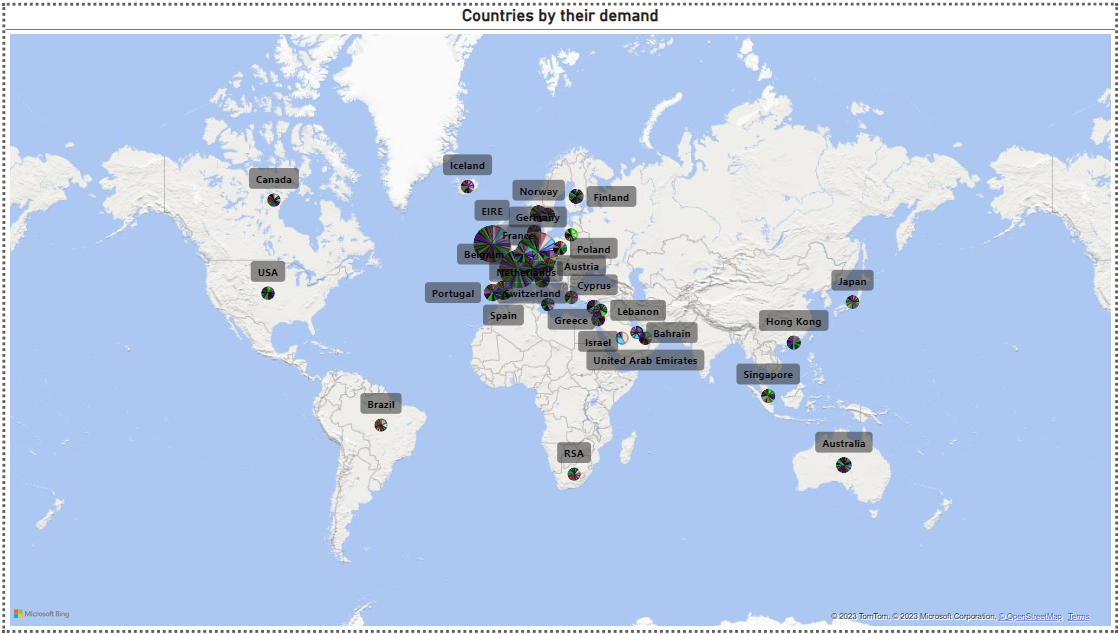 Countries by their demand
Iceland
Canada
Norway
Finland
EIRE
Germany
France
Belgium
Poland
Netherlands
Austria
USA
Japan
Cyprus
Portugal
Switzerland
Lebanon
Spain
Greece
Hong Kong
Bahrain
Israel
United Arab Emirates
Singapore
Brazil
Australia
RSA
Microsoft Bing
© 2023 TomTom, © 2023 Microsoft Corporation, © OpenStreetMap Terms